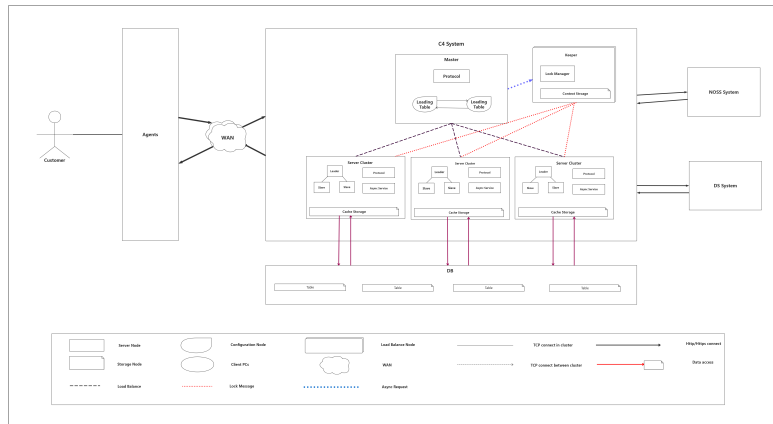 C4 System
Master
Protocol
Loading
Table
Loading
Table
Keeper
Lock Manager
Context Storage
NOSS System
Agents
WAN
Customer
Server Cluster
Leader
Slave
Slave
Protocol
Async Service
Cache Storage
Server Cluster
Leader
Slave
Slave
Protocol
Async Service
Cache Storage
Server Cluster
Leader
Slave
Slave
Protocol
Async Service
Cache Storage
DS System
DB
Table
Table
Table
Table
Server Node
Configuration Node
Load Balance Node
TCP connect in cluster
Http/Https connect
Storage Node
Client PCs
WAN
TCP connect between cluster
Data access
Load Balance
Lock Message
Async Request